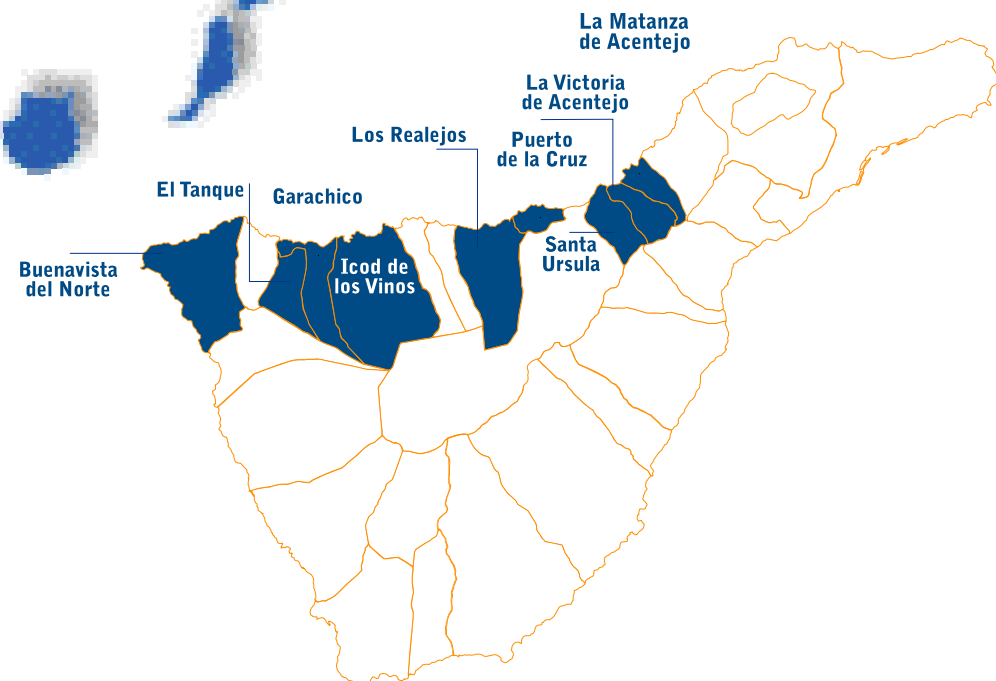 La Matanza
de Acentejo
La Victoria
de Acentejo
Los Realejos
Puerto
de la Cruz
El Tanque
Garachico
Santa
Ursula
Buenavista
del Norte
Icod de
los Vinos